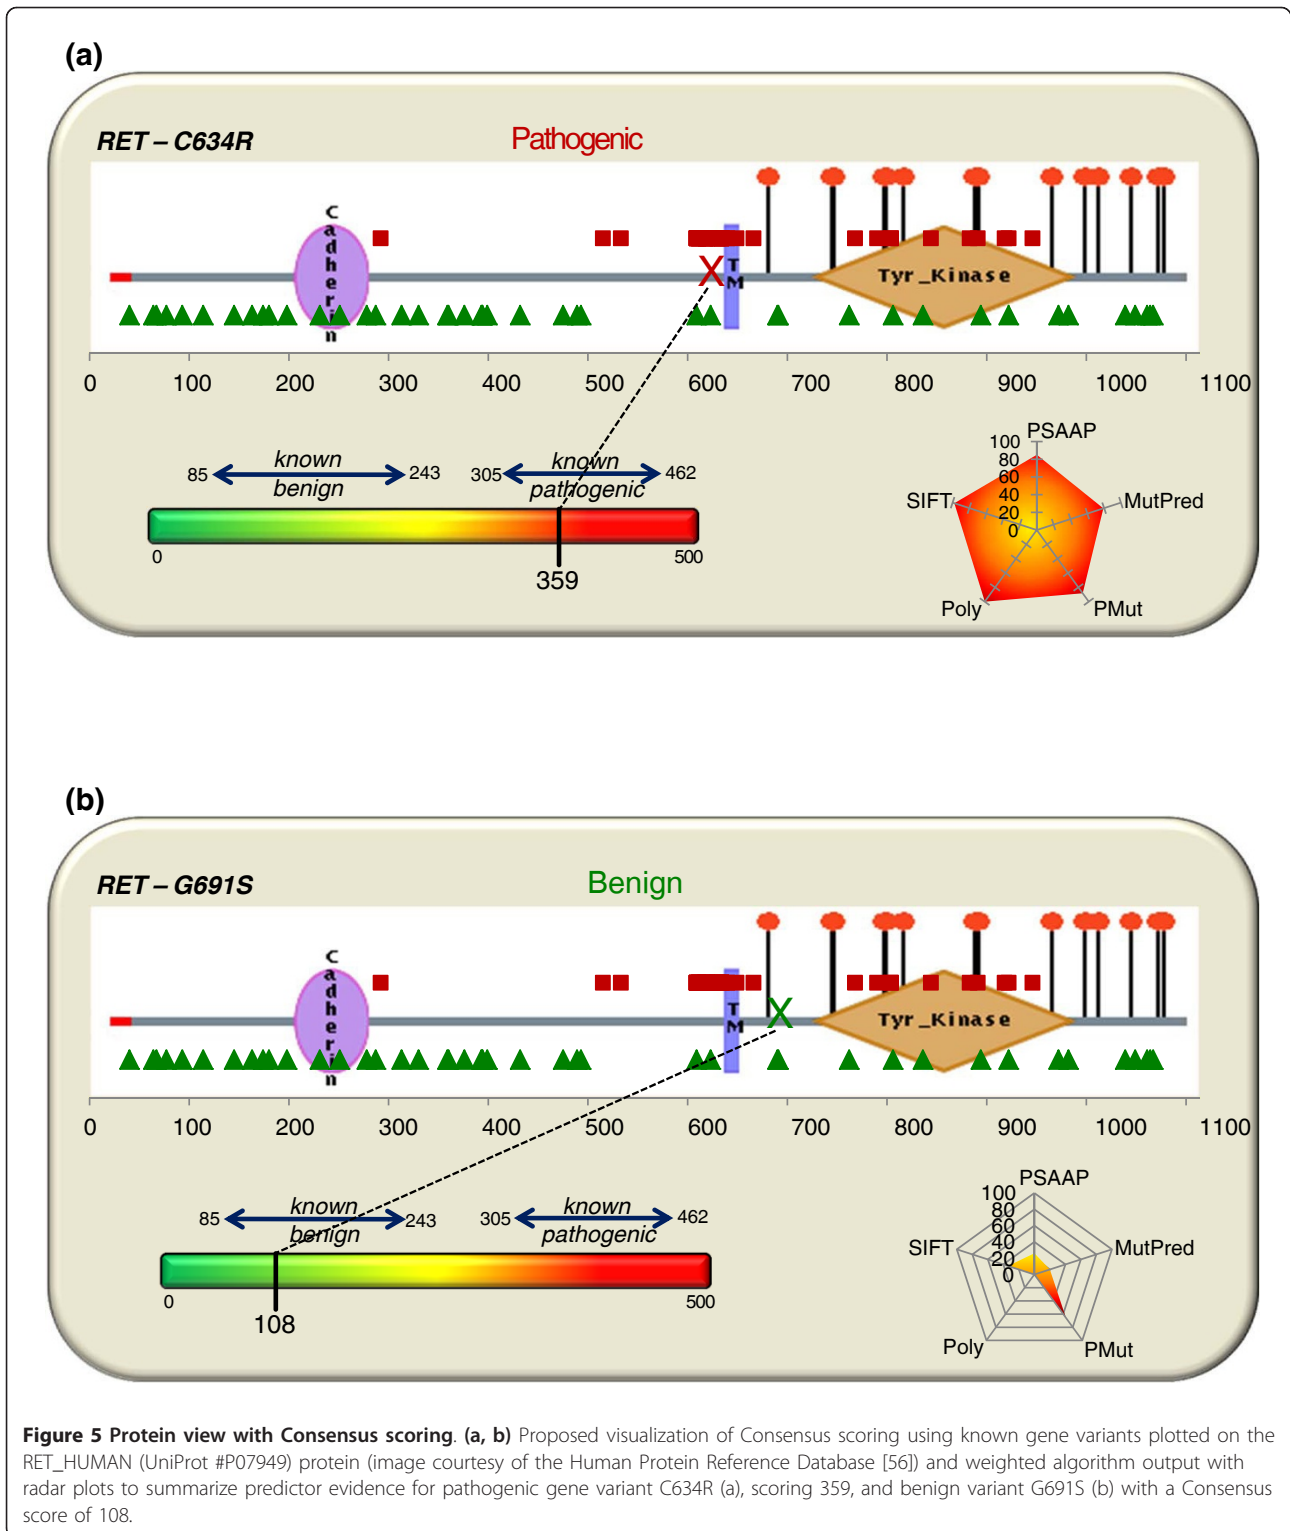 (a)
RET – C634R
Pathogenic
Cadherin
TM
Tyr_Kinase
0 100 200 300 400 500 600 700 800 900 1000 1100
85 known benign 243
305 known pathogenic 462
0
500
359
PSAAP
100
80
60
40
20
0
SIFT
MutPred
Poly
PMut
(b)
RET – G691S
Benign
Cadherin
TM
Tyr_Kinase
0 100 200 300 400 500 600 700 800 900 1000 1100
85 known benign 243
305 known pathogenic 462
0
500
108
PSAAP
100
80
60
40
20
0
SIFT
MutPred
Poly
PMut
Figure 5 Protein view with Consensus scoring. (a, b) Proposed visualization of Consensus scoring using known gene variants plotted on the
RET_HUMAN (UniProt #P07949) protein (image courtesy of the Human Protein Reference Database [56]) and weighted algorithm output with
radar plots to summarize predictor evidence for pathogenic gene variant C634R (a), scoring 359, and benign variant G691S (b) with a Consensus
score of 108.